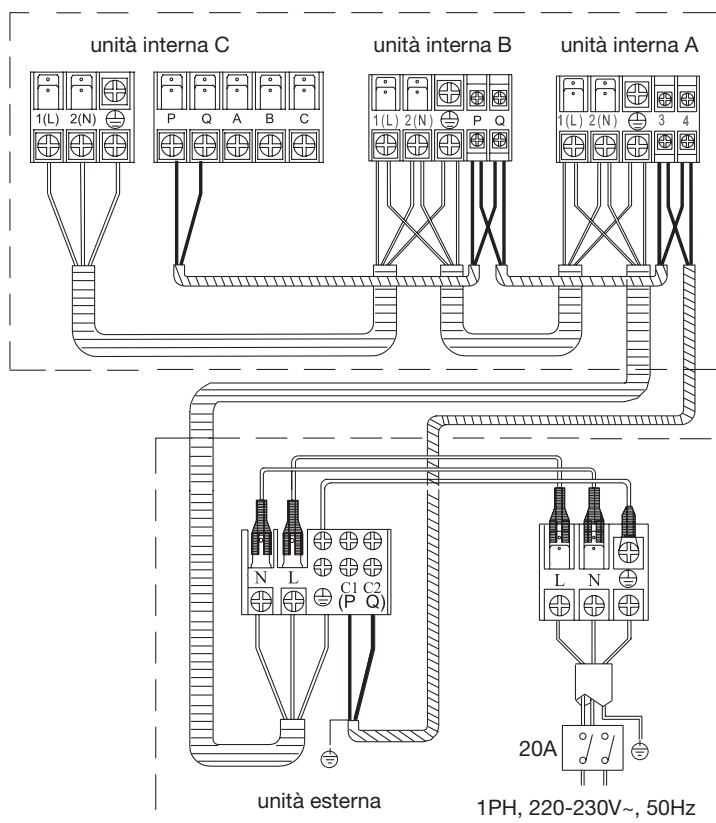 unità interna C
unità interna B
unità interna A
1(L) 2(N)
P Q A B C
1(L) 2(N) P Q
1(L) 2(N) 3 4
N L
C1 C2
(P Q)
L N
20A
unità esterna
1PH, 220-230V~, 50Hz